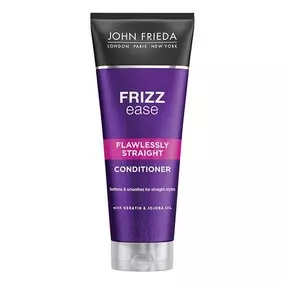 JOHN FRIEDA
LONDON PARIS NEW YORK
FRIZZ
ease
FLAWLESSLY
STRAIGHT
CONDITIONER
Softens & smoothes for straight styles
with KERATIN & JOJOBA OIL